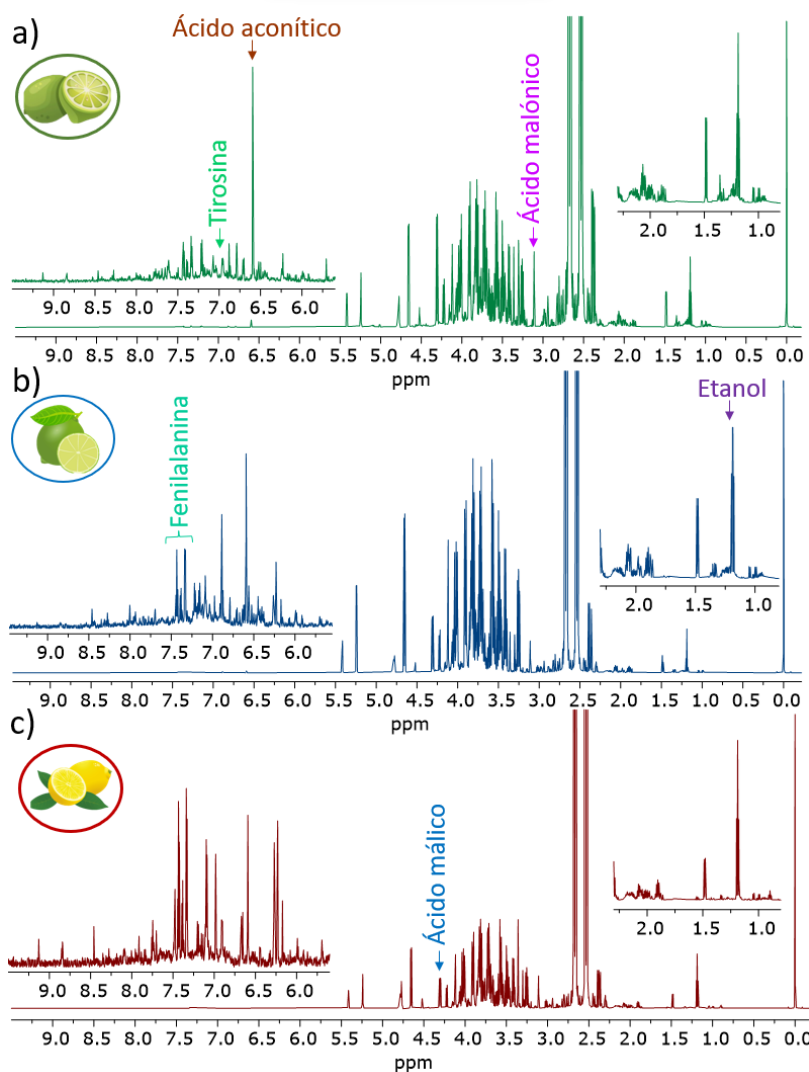 a)
Ácido aconítico
Tirosina
Ácido malónico
2.0 1.5 1.0
9.0 8.5 8.0 7.5 7.0 6.5 6.0
9.0 8.5 8.0 7.5 7.0 6.5 6.0 5.5 5.0 4.5 4.0 3.5 3.0 2.5 2.0 1.5 1.0 0.5 0.0
ppm
b)
Etanol
Fenilalanina
2.0 1.5 1.0
9.0 8.5 8.0 7.5 7.0 6.5 6.0
9.0 8.5 8.0 7.5 7.0 6.5 6.0 5.5 5.0 4.5 4.0 3.5 3.0 2.5 2.0 1.5 1.0 0.5 0.0
ppm
c)
Ácido málico
2.0 1.5 1.0
9.0 8.5 8.0 7.5 7.0 6.5 6.0
9.0 8.5 8.0 7.5 7.0 6.5 6.0 5.5 5.0 4.5 4.0 3.5 3.0 2.5 2.0 1.5 1.0 0.5 0.0
ppm